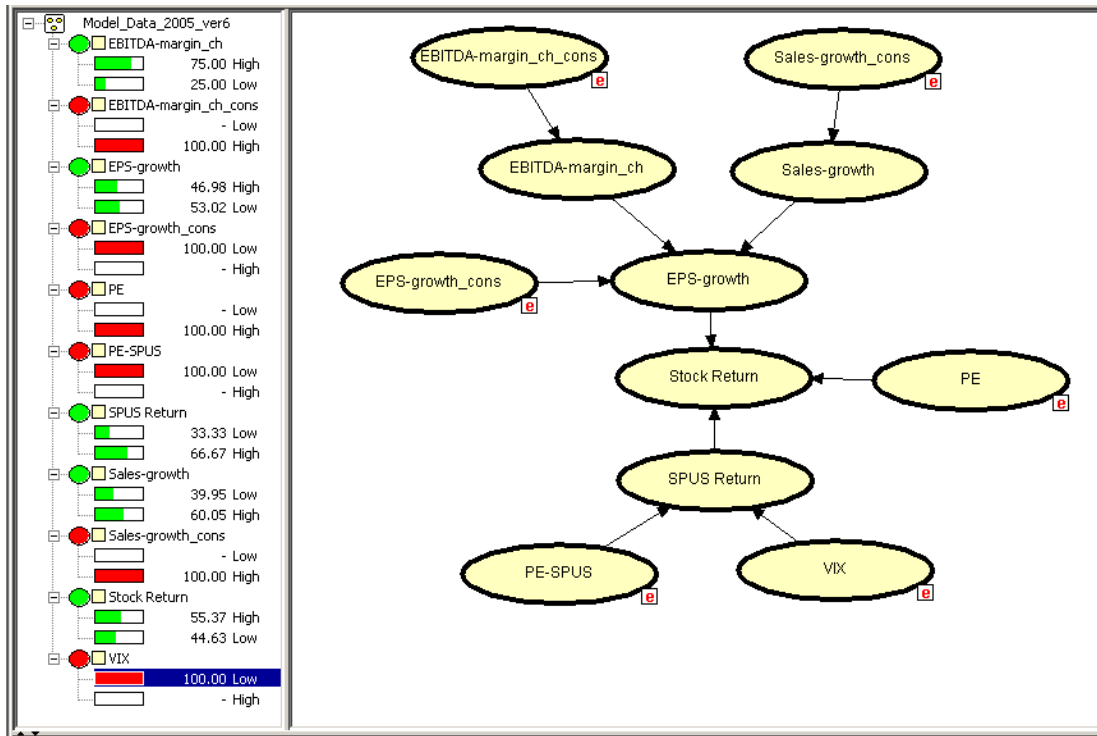 Model_Data_2005_ver6
EBITDA-margin_ch
75.00 High
25.00 Low
EBITDA-margin_ch_cons
- Low
100.00 High
EPS-growth
46.98 High
53.02 Low
EPS-growth_cons
100.00 Low
- High
PE
- Low
100.00 High
PE-SPUS
100.00 Low
- High
SPUS Return
33.33 Low
66.67 High
Sales-growth
39.95 Low
60.05 High
Sales-growth_cons
- Low
100.00 High
Stock Return
55.37 High
44.63 Low
VIX
100.00 Low
- High
EBITDA-margin_ch_cons
e
Sales-growth_cons
e
EBITDA-margin_ch
Sales-growth
EPS-growth_cons
e
EPS-growth
Stock Return
PE
e
SPUS Return
PE-SPUS
e
VIX
e